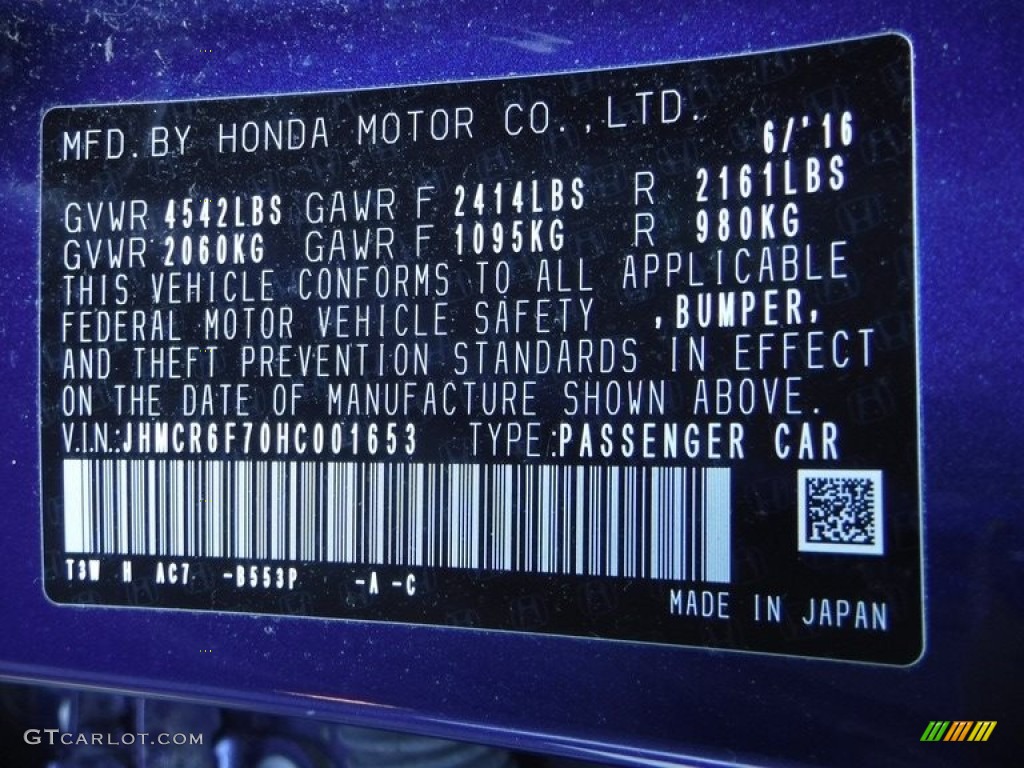 MFD. BY HONDA MOTOR CO.,LTD. 6/'16
GVWR 4542LBS GAWR F 2414LBS R 2161LBS
GVWR 2060KG GAWR F 1095KG R 980KG
THIS VEHICLE CONFORMS TO ALL APPLICABLE
FEDERAL MOTOR VEHICLE SAFETY ,BUMPER,
AND THEFT PREVENTION STANDARDS IN EFFECT
ON THE DATE OF MANUFACTURE SHOWN ABOVE.
V.I.N.:JHMCR6F70HC001653 TYPE:PASSENGER CAR
T3W H AC7 -B553P -A -C
MADE IN JAPAN
GTCARLOT.COM